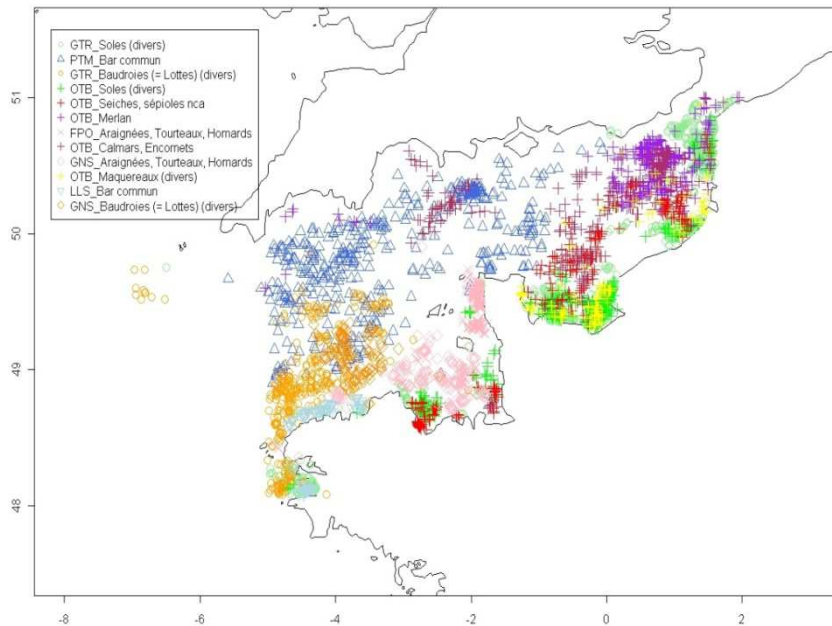 GTR_Soles (divers)
PTM_Bar commun
GTR_Baudroies (= Lottes) (divers)
OTB_Soles (divers)
OTB_Seiches, sépioles nca
OTB_Merlan
FPO_Araignées, Tourteaux, Homards
OTB_Calmars, Encornets
GNS_Araignées, Tourteaux, Homards
OTB_Maquereaux (divers)
LLS_Bar commun
GNS_Baudroies (= Lottes) (divers)
51
50
49
48
-8 -6 -4 -2 0 2